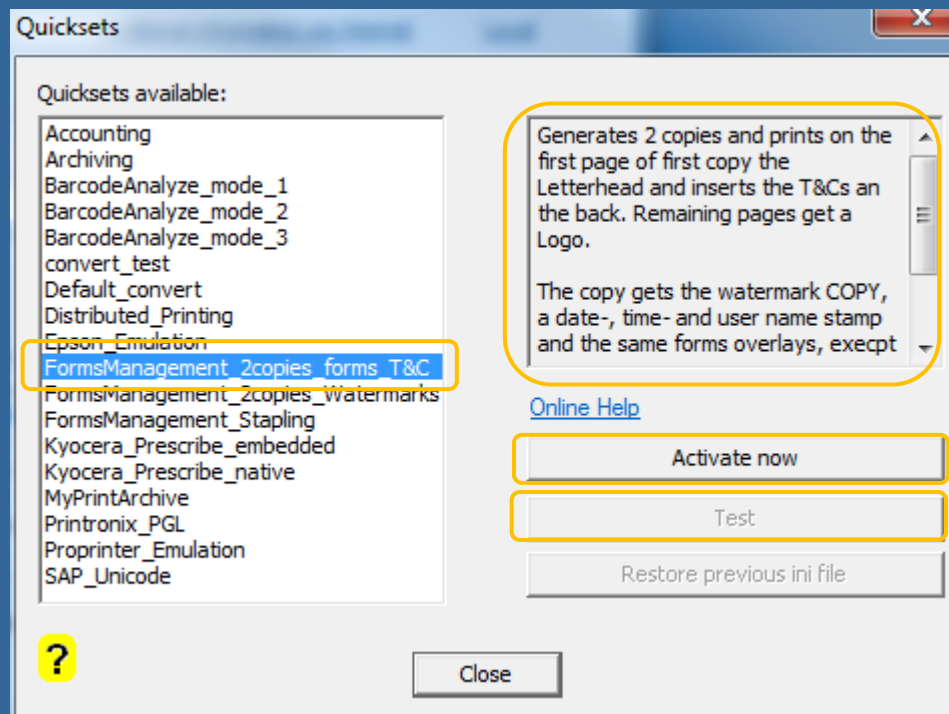 Quicksets
Quicksets available:
Accounting
Archiving
BarcodeAnalyze_mode_1
BarcodeAnalyze_mode_2
BarcodeAnalyze_mode_3
convert_test
Default_convert
Distributed_Printing
Epson_Emulation
FormsManagement_2copies_forms_T&C
FormsManagement_2copies_Watermarks
FormsManagement_Stapling
Kyocera_Prescribe_embedded
Kyocera_Prescribe_native
MyPrintArchive
Printronix_PGL
Proprinter_Emulation
SAP_Unicode
Generates 2 copies and prints on the
first page of first copy the
Letterhead and inserts the T&Cs an
the back. Remaining pages get a
Logo.
The copy gets the watermark COPY,
a date-, time- and user name stamp
and the same forms overlays, execpt
Online Help
Activate now
Test
Restore previous ini file
?
Close